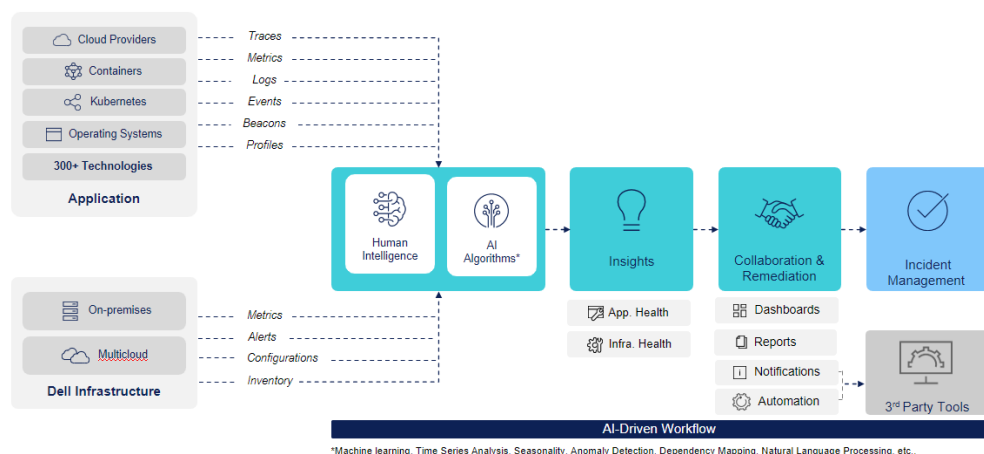 Cloud Providers
Containers
Kubernetes
Operating Systems
300+ Technologies
Application
Traces
Metrics
Logs
Events
Beacons
Profiles
On-premises
Multicloud
Dell Infrastructure
Metrics
Alerts
Configurations
Inventory
Human
Intelligence
AI
Algorithms*
Insights
App. Health
Infra. Health
Collaboration &
Remediation
Dashboards
Reports
Notifications
Automation
Incident
Management
3rd Party Tools
AI-Driven Workflow
*Machine learning, Time Series Analysis, Seasonality, Anomaly Detection, Dependency Mapping, Natural Language Processing, etc..